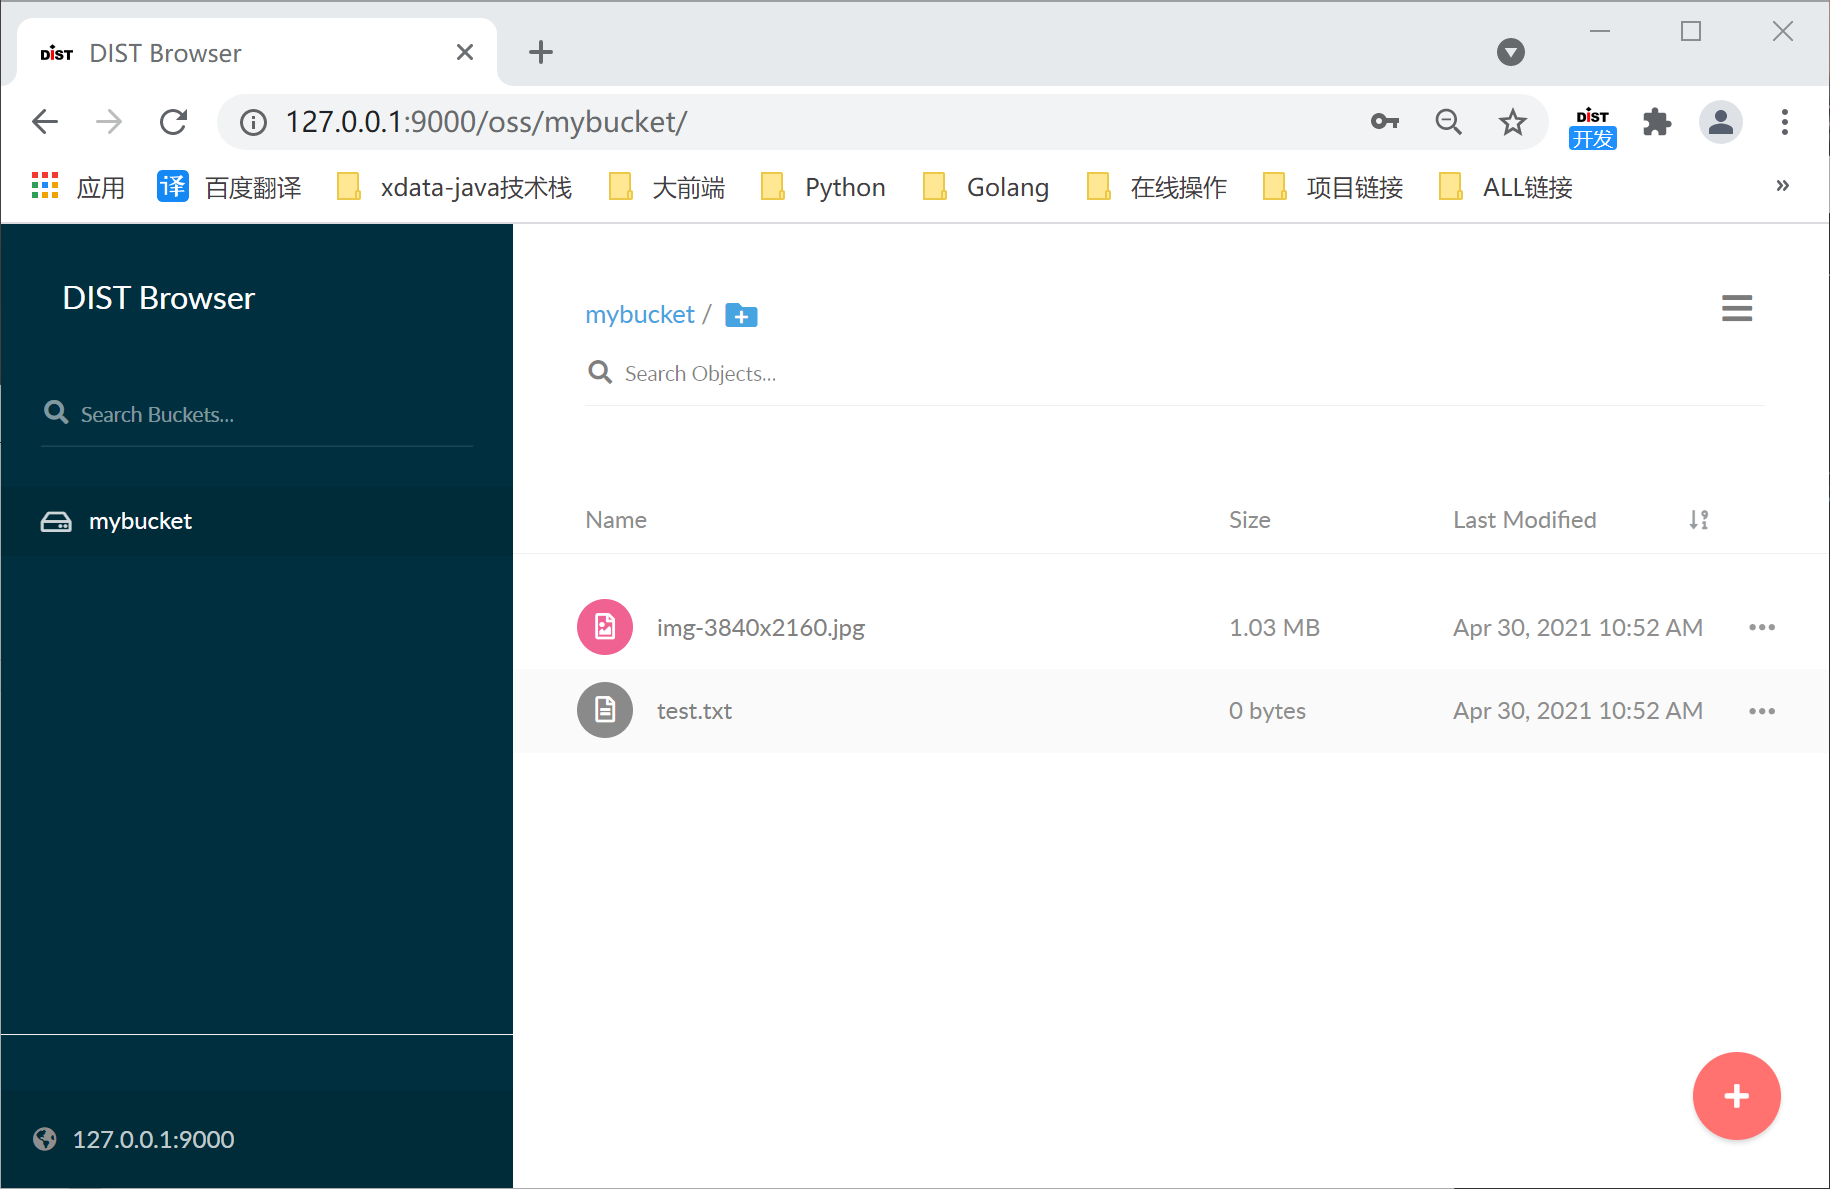 DIST DIST Browser
127.0.0.1:9000/oss/mybucket/
DIST
开发
应用 译 百度翻译 xdata-java技术栈 大前端 Python Golang 在线操作 项目链接 ALL链接 »
DIST Browser
Search Buckets...
mybucket
127.0.0.1:9000
mybucket /
Search Objects...
Name Size Last Modified
img-3840x2160.jpg 1.03 MB Apr 30, 2021 10:52 AM
test.txt 0 bytes Apr 30, 2021 10:52 AM